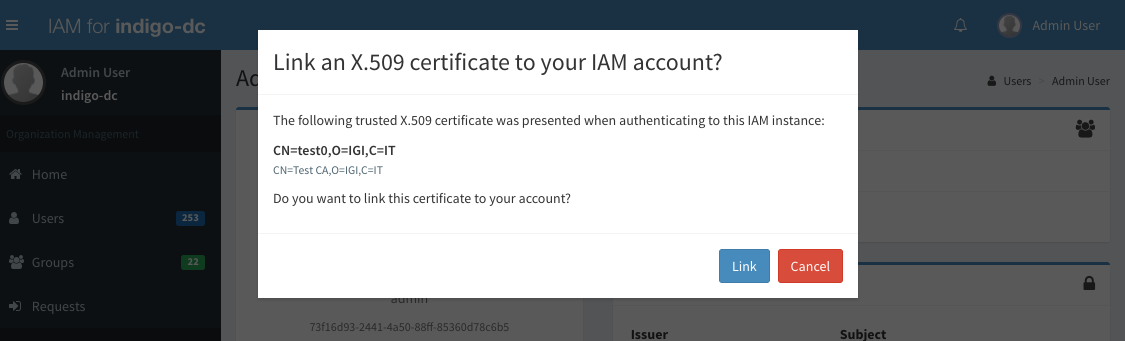 IAM for indigo-dc
Admin User
Admin User
indigo-dc
Organization Management
Home
Users 253
Groups 22
Requests
Users > Admin User
Link an X.509 certificate to your IAM account?
The following trusted X.509 certificate was presented when authenticating to this IAM instance:
CN=test0,O=IGI,C=IT
CN=Test CA,O=IGI,C=IT
Do you want to link this certificate to your account?
Link Cancel
admin
73f16d93-2441-4a50-88ff-85360d78c6b5
Issuer Subject